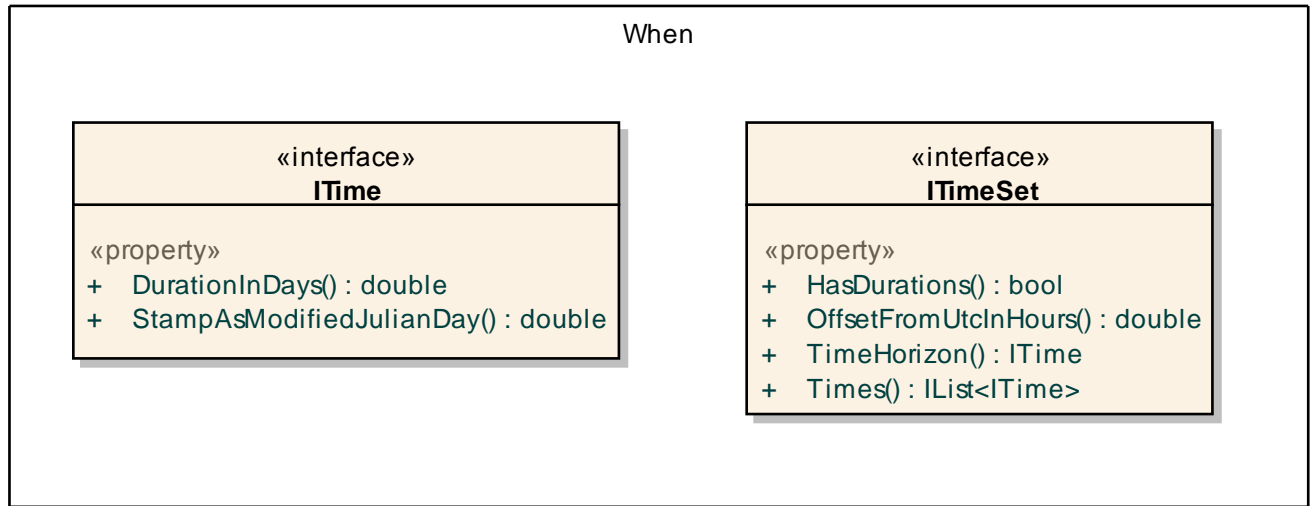 When
«interface»
ITime
«property»
+ DurationInDays() : double
+ StampAsModifiedJulianDay() : double
«interface»
ITimeSet
«property»
+ HasDurations() : bool
+ OffsetFromUtcInHours() : double
+ TimeHorizon() : ITime
+ Times() : IList<ITime>